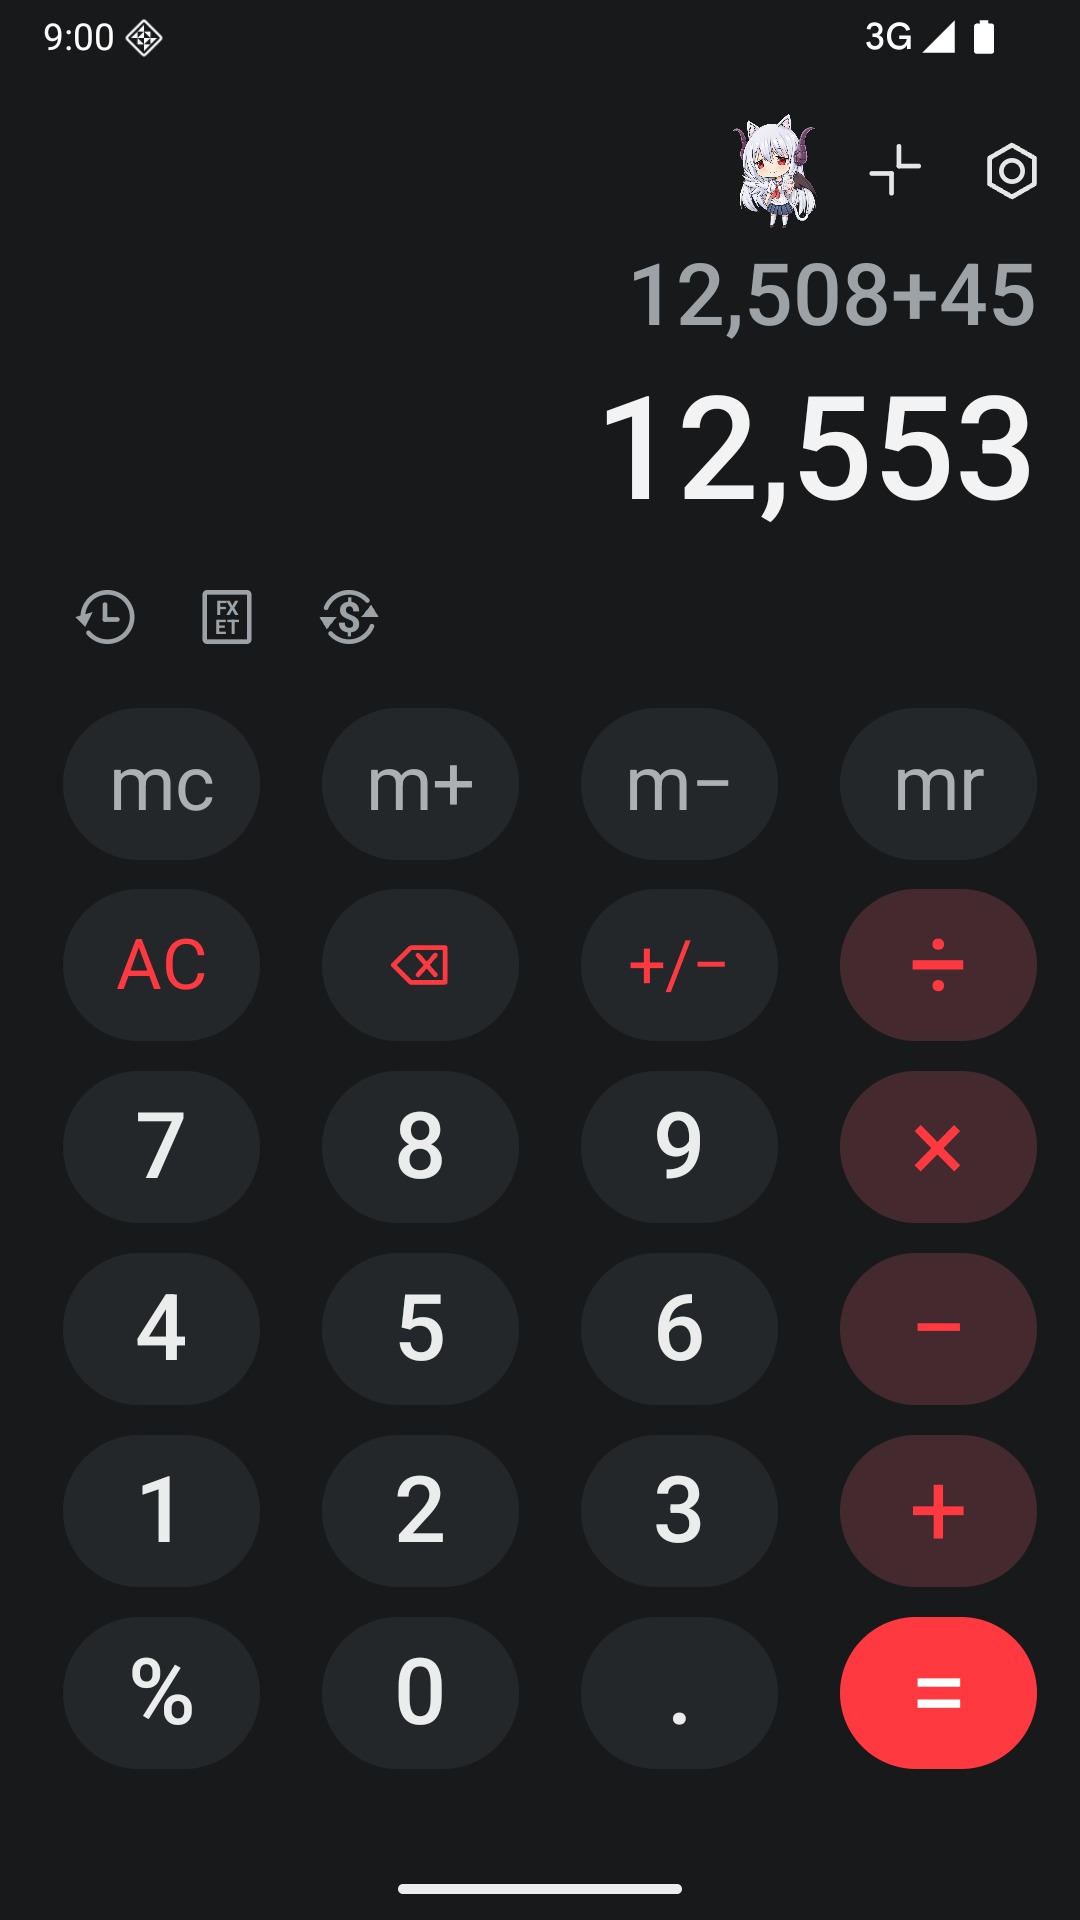 9:00 3G
12,508+45
12,553
FX
ET
$
mc m+ m− mr
AC +/− ÷
7 8 9 ×
4 5 6 −
1 2 3 +
% 0 . =